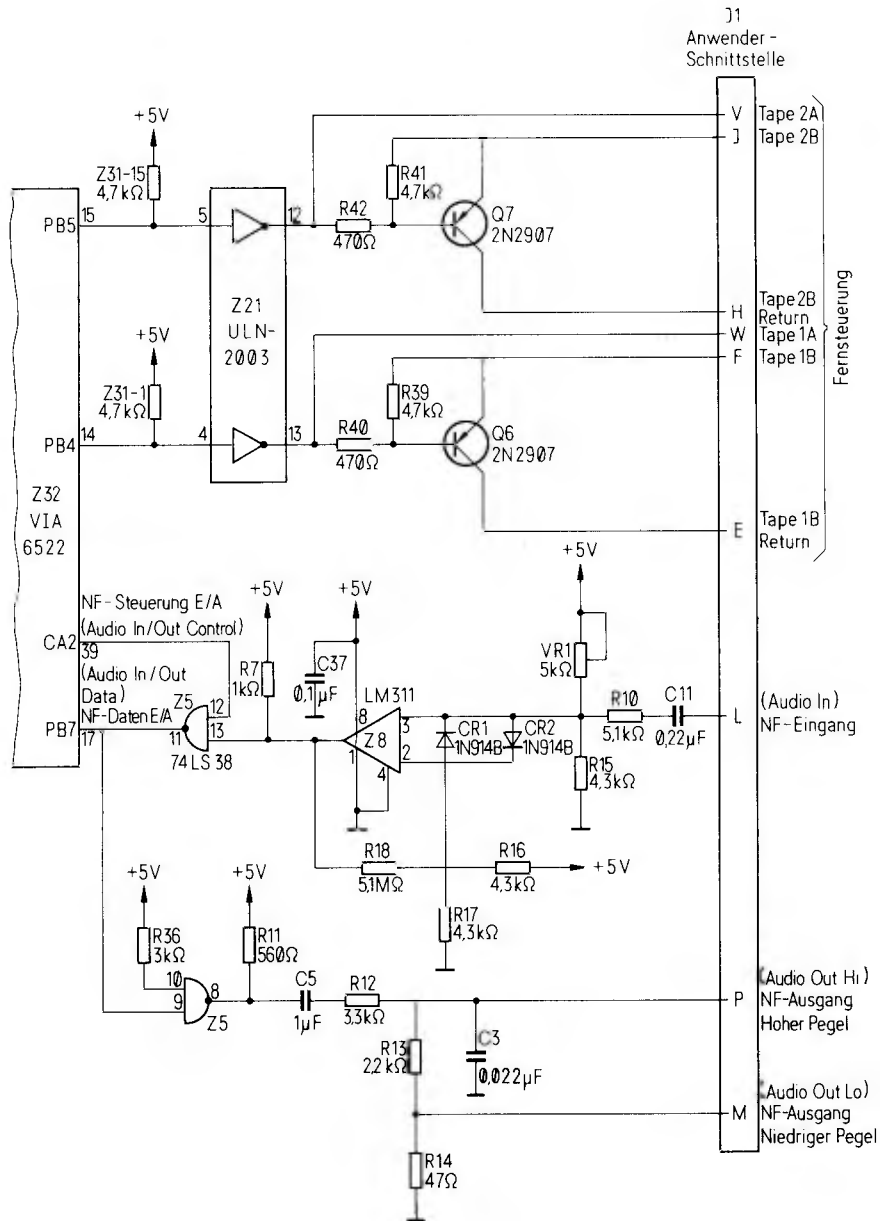 J1
Anwender-
Schnittstelle
V Tape 2A
J Tape 2B
+5V
Z31-15
4,7kΩ
R41
4,7kΩ
PB5 15
5
12
R42
470Ω
Q7
2N2907
Z21
ULN-
2003
H Tape 2B
Return
W Tape 1A
F Tape 1B
Fernsteuerung
+5V
Z31-1
4,7kΩ
R39
4,7kΩ
PB4 14
4
13
R40
470Ω
Q6
2N2907
Z32
VIA
6522
E Tape 1B
Return
+5V
+5V
+5V
NF-Steuerung E/A
(Audio In/Out Control)
CA2
39
(Audio In/Out
Data)
NF-Daten E/A
PB7
17
Z5
12
13
11
74LS38
R7
1kΩ
C37
0,1µF
LM311
Z8
8
1
4
3
2
CR1
1N914B
CR2
1N914B
VR1
5kΩ
R10
5,1kΩ
C11
0,22µF
L (Audio In)
NF-Eingang
R15
4,3kΩ
R18
5,1MΩ
R16
4,3kΩ
+5V
R17
4,3kΩ
+5V
+5V
R36
3kΩ
R11
560Ω
10
9
8
Z5
C5
1µF
R12
3,3kΩ
P (Audio Out Hi)
NF-Ausgang
Hoher Pegel
R13
2,2kΩ
C3
0,022µF
M (Audio Out Lo)
NF-Ausgang
Niedriger Pegel
R14
47Ω